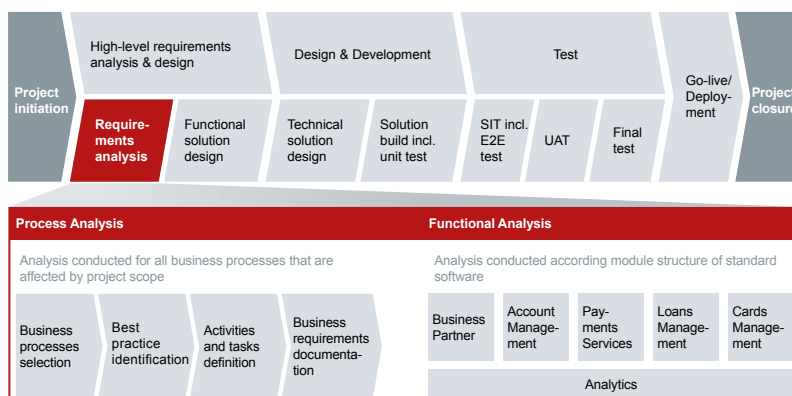 Project
initiation
High-level requirements
analysis & design
Design & Development
Test
Go-live/
Deploy-
ment
Project
closure
Require-
ments
analysis
Functional
solution
design
Technical
solution
design
Solution
build incl.
unit test
SIT incl.
E2E
test
UAT
Final
test
Process Analysis
Analysis conducted for all business processes that are
affected by project scope
Business
processes
selection
Best
practice
identification
Activities
and tasks
definition
Business
requirements
documenta-
tion
Functional Analysis
Analysis conducted according module structure of standard
software
Business
Partner
Account
Manage-
ment
Pay-
ments
Services
Loans
Manage-
ment
Cards
Manage-
ment
Analytics